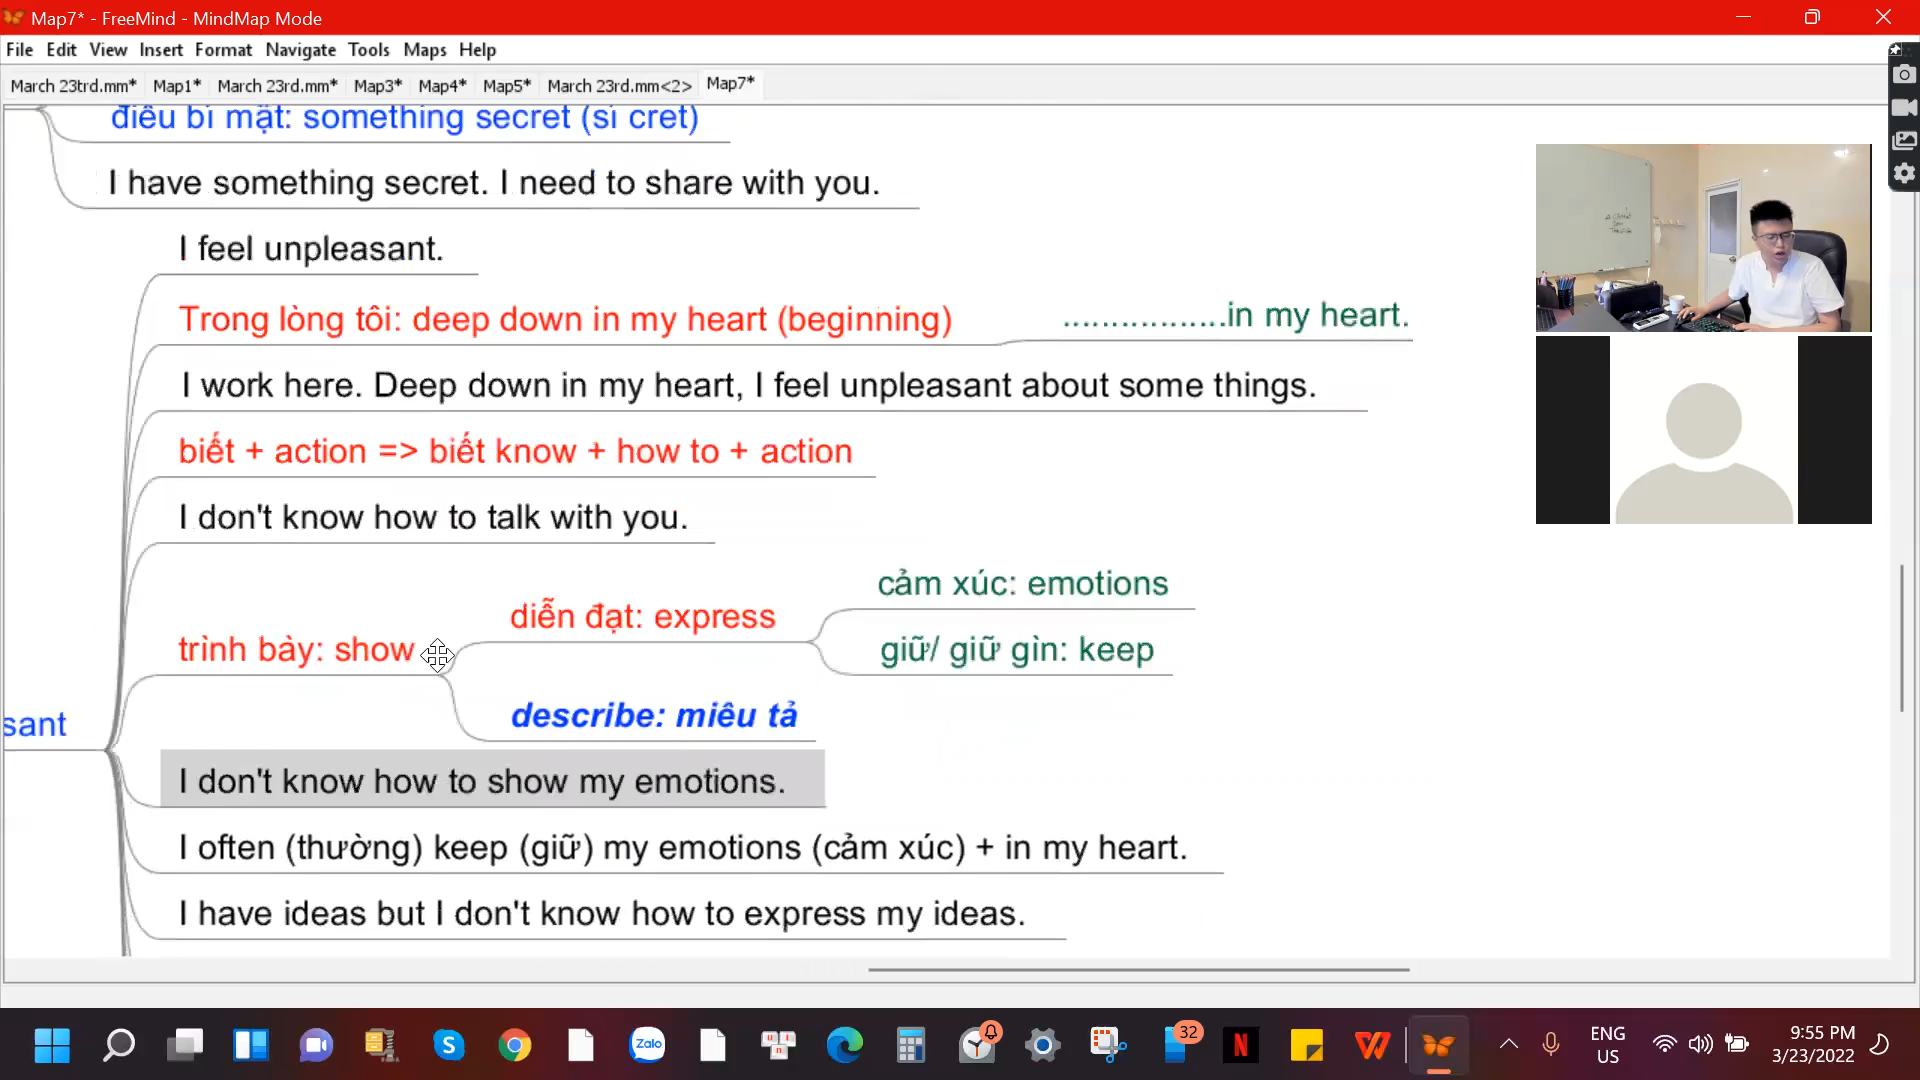 Map7* - FreeMind - MindMap Mode
File Edit View Insert Format Navigate Tools Maps Help
March 23trd.mm* Map1* March 23rd.mm* Map3* Map4* Map5* March 23rd.mm<2> Map7*
điều bí mật: something secret (sì cret)
I have something secret. I need to share with you.
I feel unpleasant.
Trong lòng tôi: deep down in my heart (beginning)
.................in my heart.
I work here. Deep down in my heart, I feel unpleasant about some things.
biết + action => biết know + how to + action
I don't know how to talk with you.
cảm xúc: emotions
diễn đạt: express
trình bày: show
giữ/ giữ gìn: keep
describe: miêu tả
sant
I don't know how to show my emotions.
I often (thường) keep (giữ) my emotions (cảm xúc) + in my heart.
I have ideas but I don't know how to express my ideas.
Zalo
32
ENG
US
9:55 PM
3/23/2022